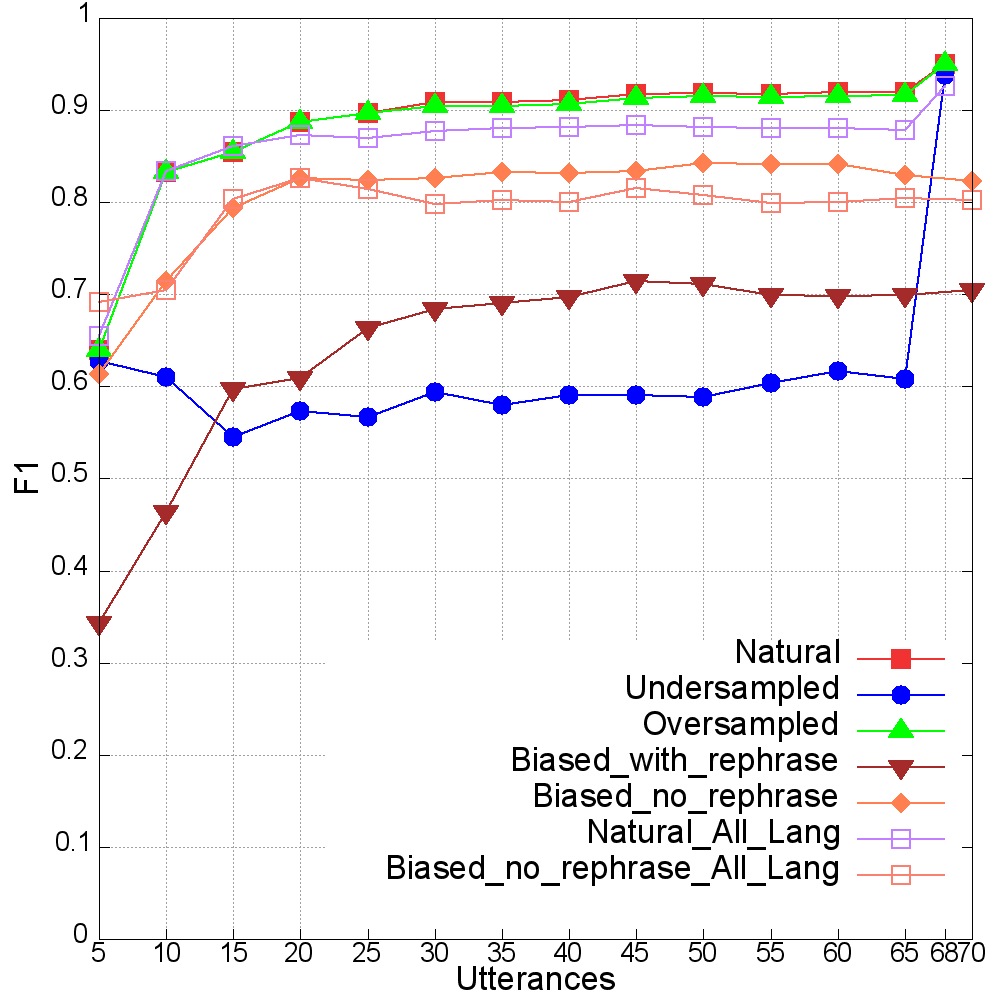 1
0.9
0.8
0.7
0.6
0.5
0.4
0.3
0.2
0.1
0
F1
Natural
Undersampled
Oversampled
Biased_with_rephrase
Biased_no_rephrase
Natural_All_Lang
Biased_no_rephrase_All_Lang
5 10 15 20 25 30 35 40 45 50 55 60 65 68 70
Utterances